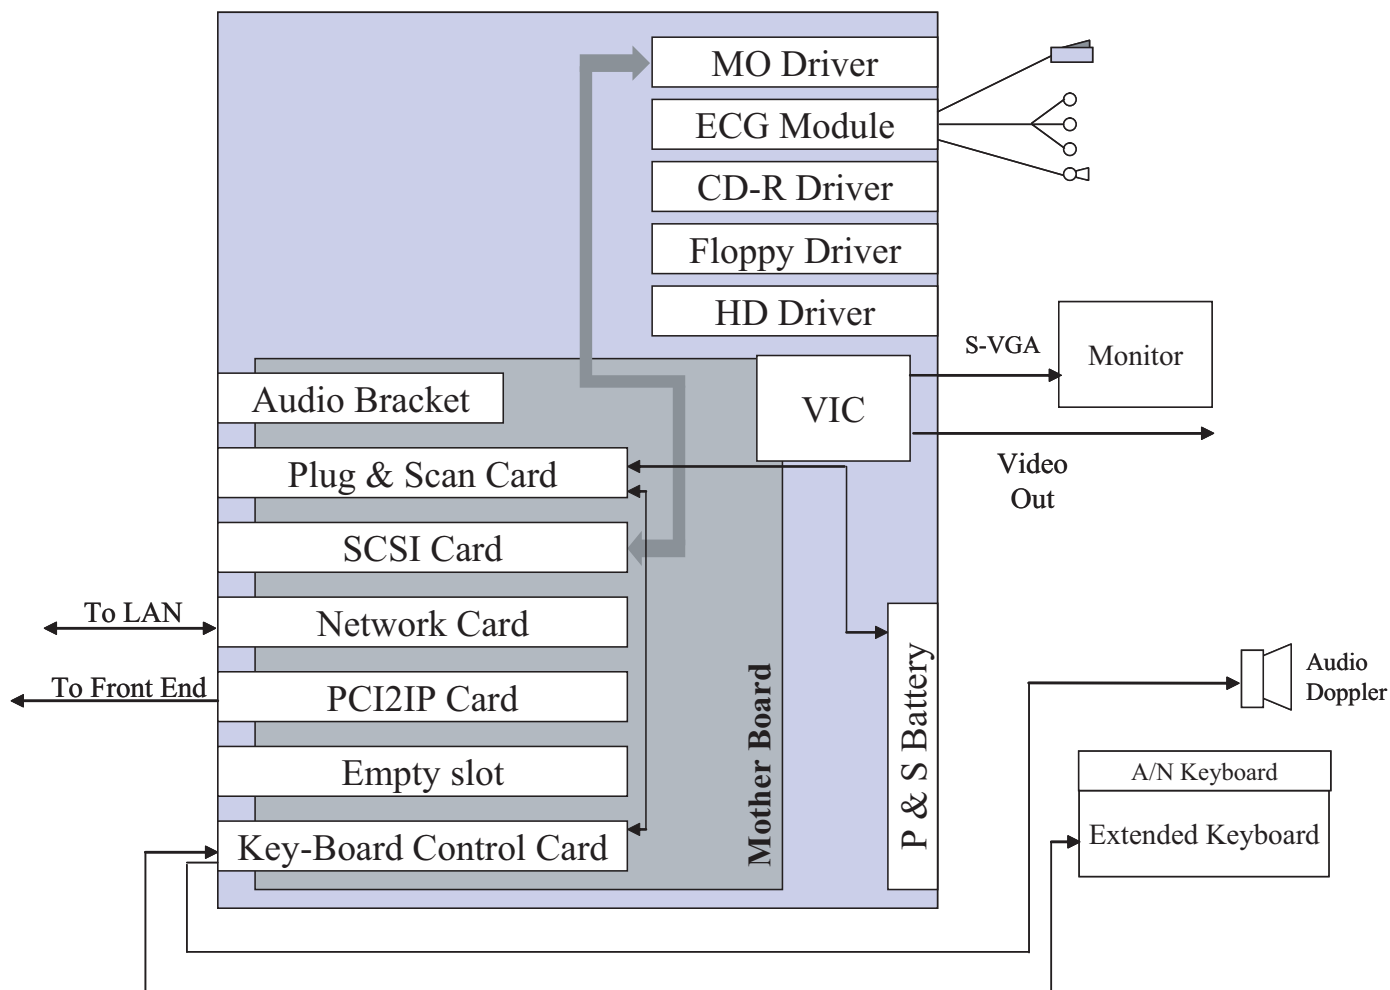 MO Driver
ECG Module
CD-R Driver
Floppy Driver
HD Driver
S-VGA
Monitor
VIC
Video
Out
Audio Bracket
Plug & Scan Card
SCSI Card
To LAN
Network Card
To Front End
PCI2IP Card
Empty slot
Key-Board Control Card
Mother Board
P & S Battery
Audio
Doppler
A/N Keyboard
Extended Keyboard